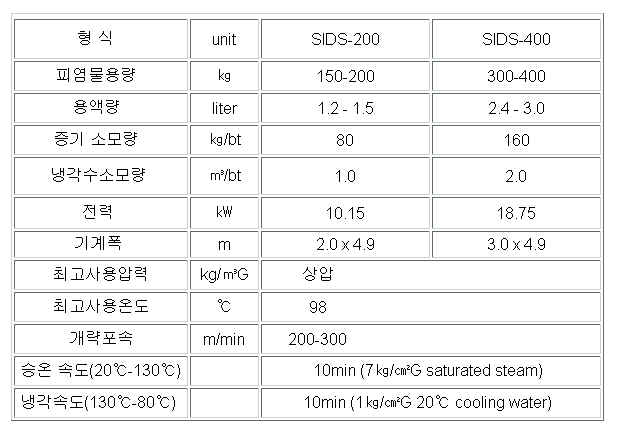 형 식 unit SIDS-200 SIDS-400
피염물용량 ㎏ 150-200 300-400
용액량 liter 1.2 - 1.5 2.4 - 3.0
증기 소모량 ㎏/bt 80 160
냉각수소모량 ㎥/bt 1.0 2.0
전력 ㎾ 10.15 18.75
기계폭 m 2.0 x 4.9 3.0 x 4.9
최고사용압력 kg/㎥G 상압
최고사용온도 ℃ 98
개략포속 m/min 200-300
승온 속도(20℃-130℃) 10min (7㎏/㎠G saturated steam)
냉각속도(130℃-80℃) 10min (1㎏/㎠G 20℃ cooling water)